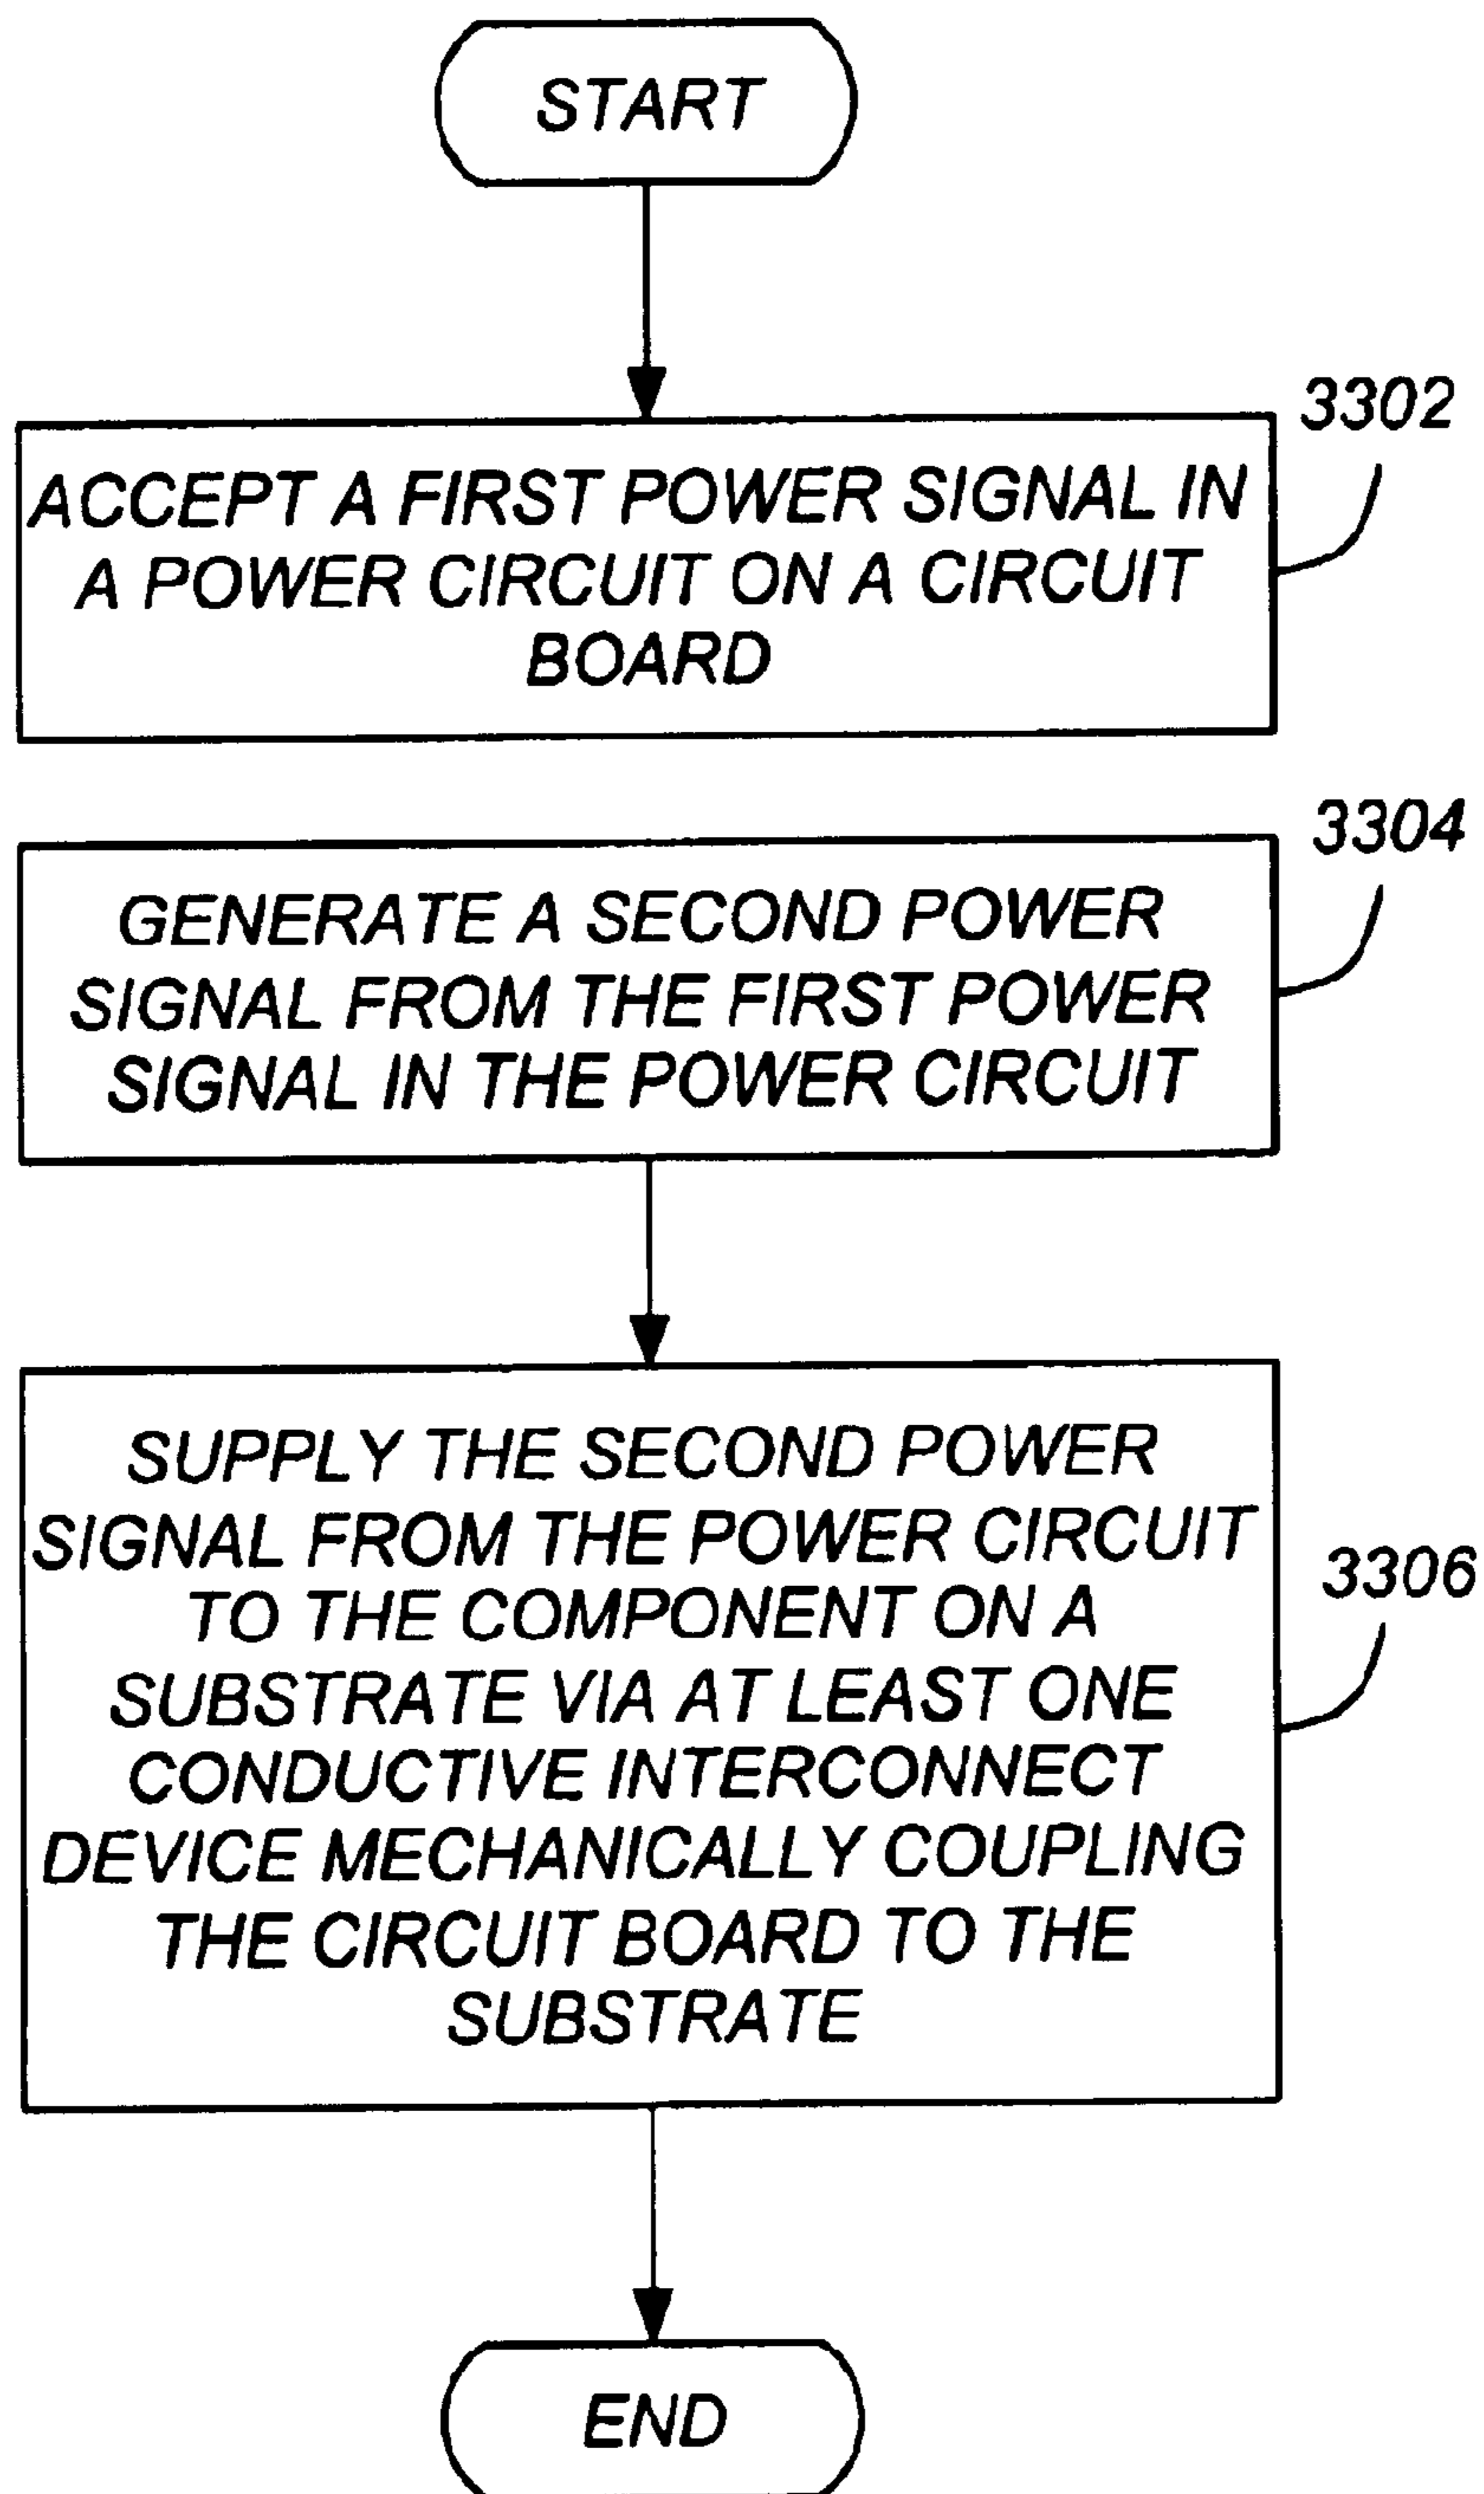 START
3302
ACCEPT A FIRST POWER SIGNAL IN
A POWER CIRCUIT ON A CIRCUIT
BOARD
3304
GENERATE A SECOND POWER
SIGNAL FROM THE FIRST POWER
SIGNAL IN THE POWER CIRCUIT
SUPPLY THE SECOND POWER
SIGNAL FROM THE POWER CIRCUIT
3306
TO THE COMPONENT ON A
SUBSTRATE VIA AT LEAST ONE
CONDUCTIVE INTERCONNECT
DEVICE MECHANICALLY COUPLING
THE CIRCUIT BOARD TO THE
SUBSTRATE
END